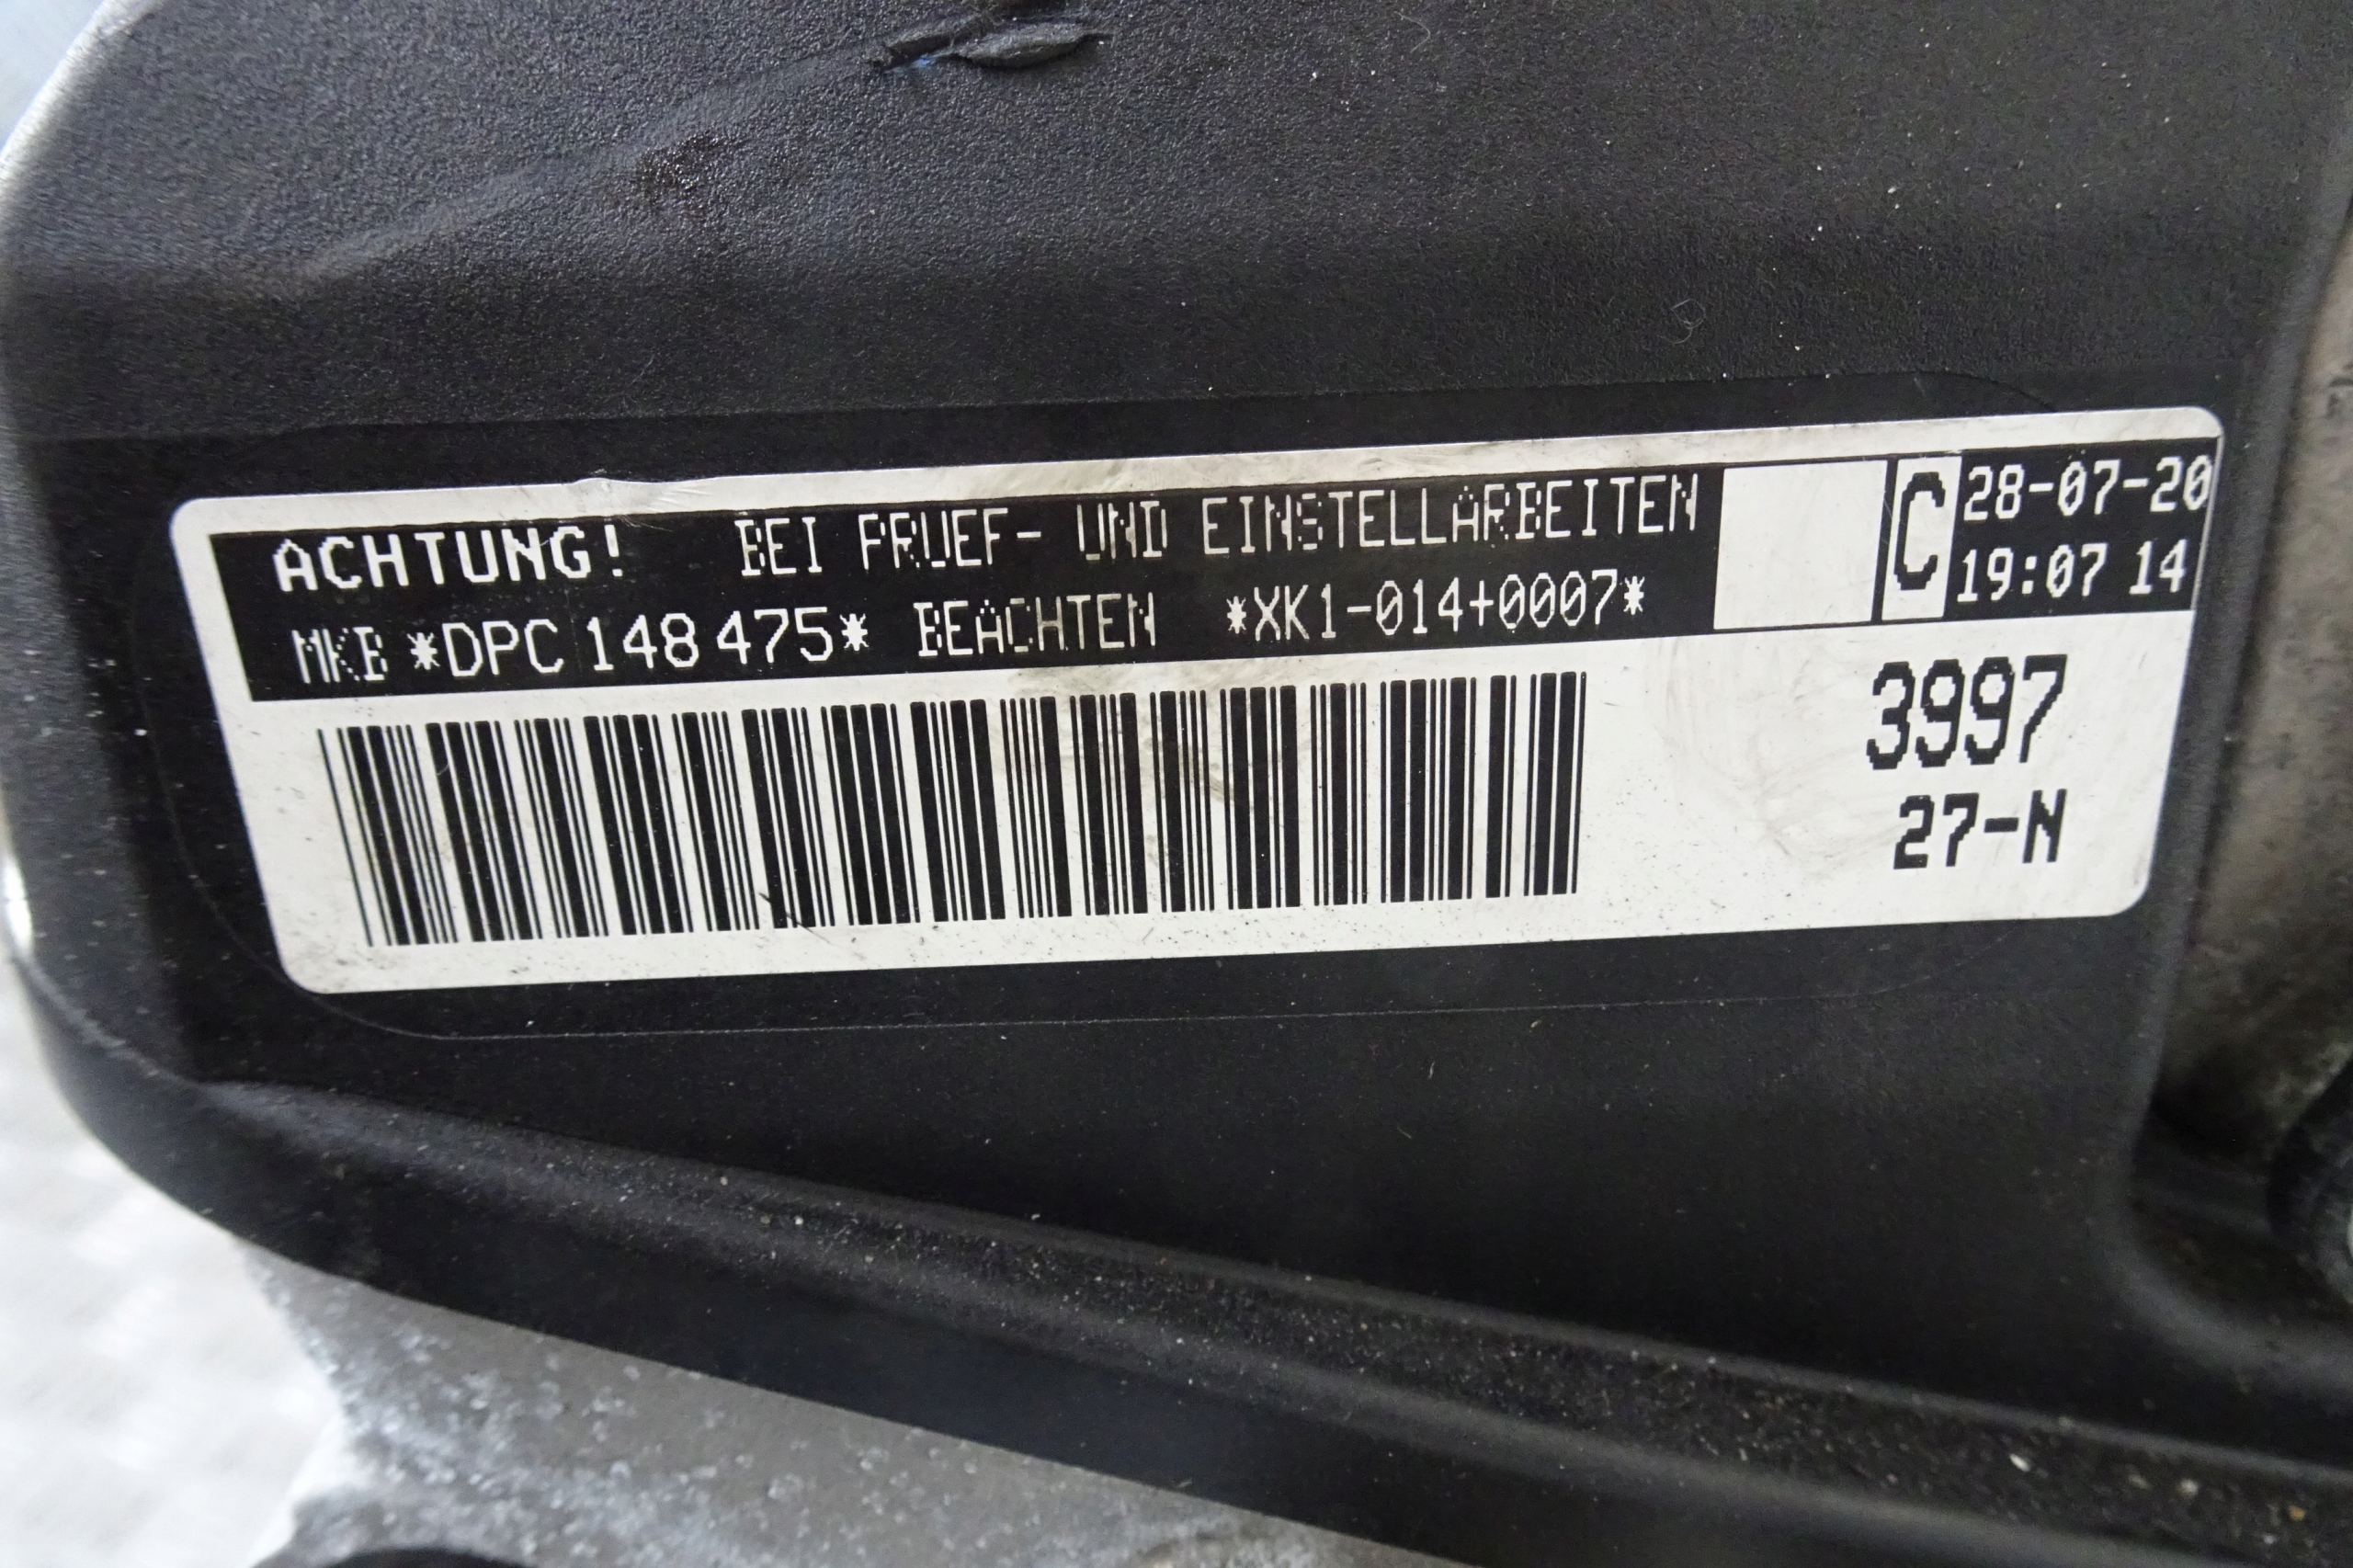 ACHTUNG! BEI PRUEF- UND EINSTELLARBEITEN
MKB *DPC 148 475* BEACHTEN *XK1-014+0007*
C
28-07-20
19:07 14
3997
27-N